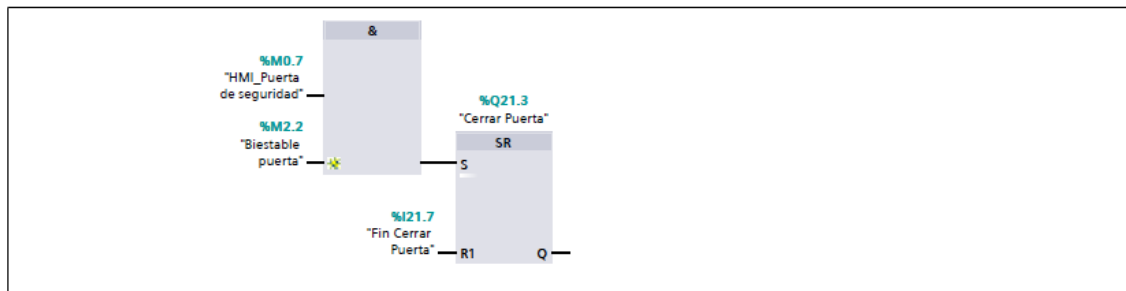 &
%M0.7
"HMI_Puerta
de seguridad"
%Q21.3
"Cerrar Puerta"
%M2.2
"Biestable
puerta"
SR
S
%I21.7
"Fin Cerrar
Puerta"
R1
Q